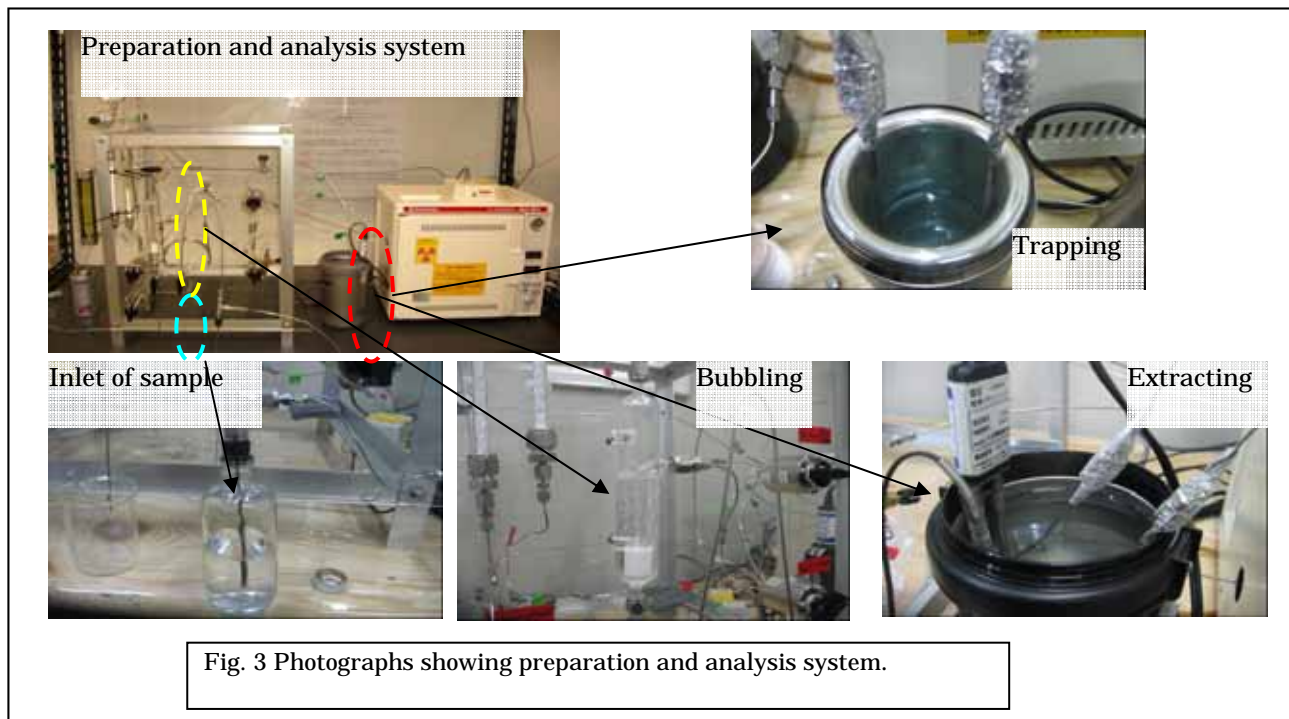 Preparation and analysis system
Trapping
Inlet of sample
Bubbling
Extracting
Fig. 3 Photographs showing preparation and analysis system.